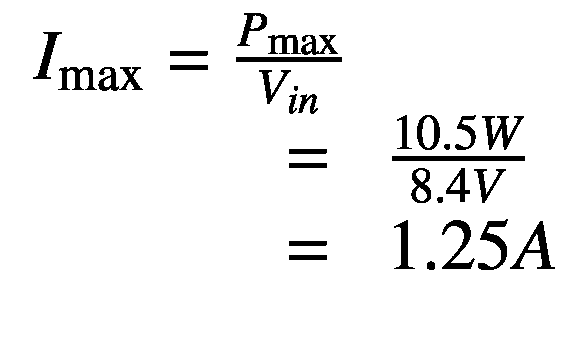 I_max = P_max / V_in
= 10.5W / 8.4V
= 1.25A